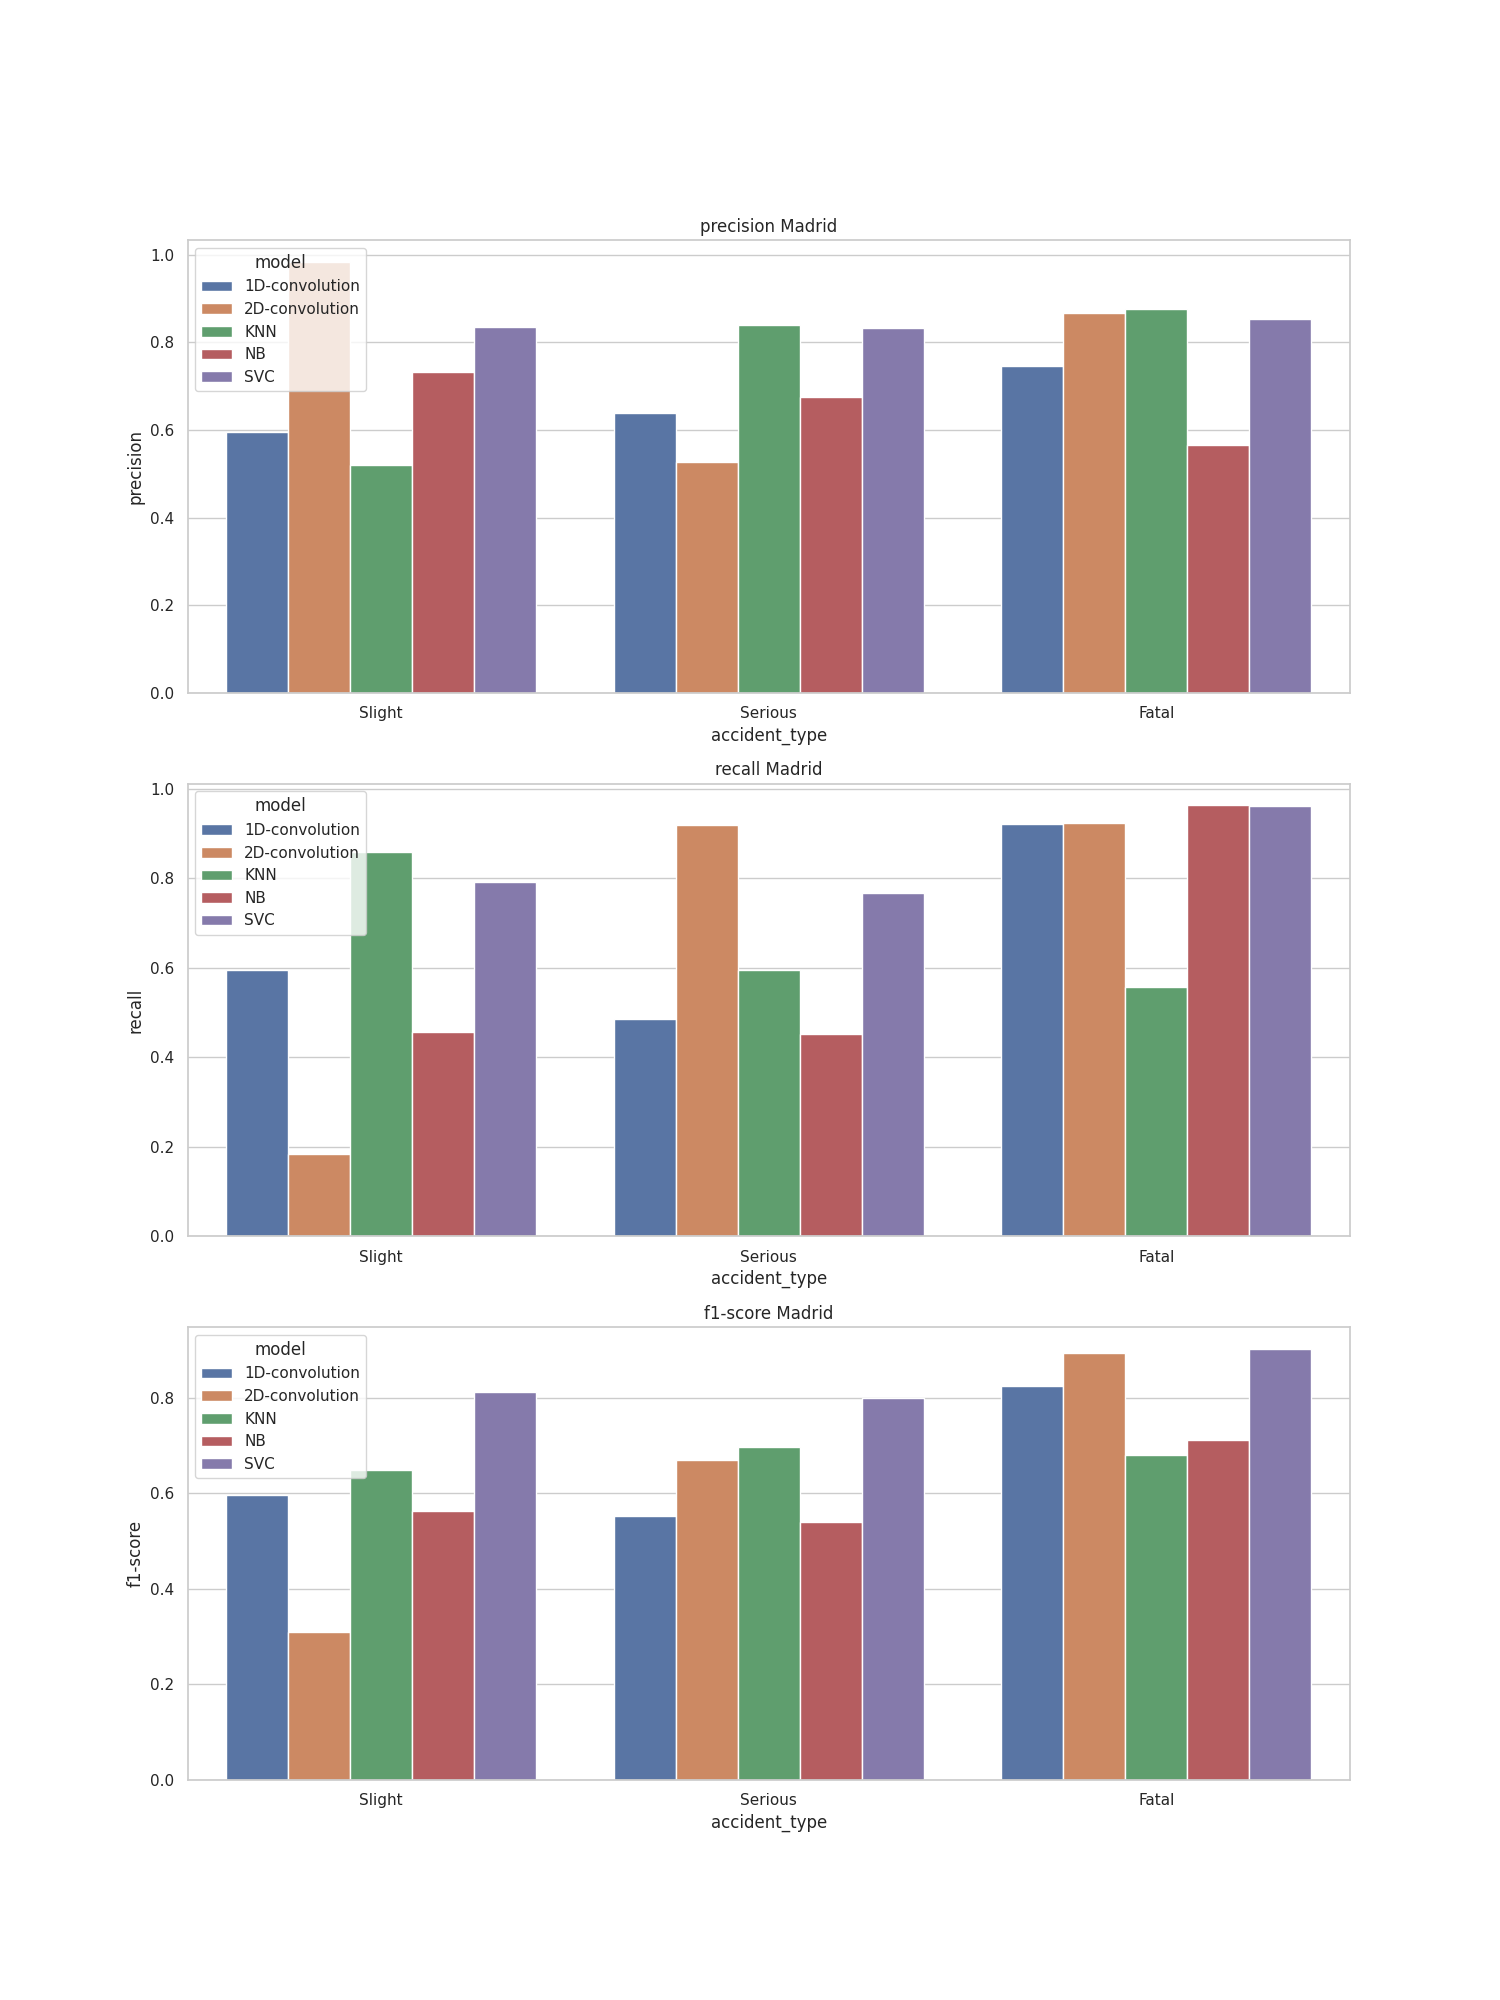 precision Madrid
1.0
0.8
0.6
0.4
0.2
0.0
precision
model
1D-convolution
2D-convolution
KNN
NB
SVC
Slight Serious Fatal
accident_type
recall Madrid
1.0
0.8
0.6
0.4
0.2
0.0
recall
model
1D-convolution
2D-convolution
KNN
NB
SVC
Slight Serious Fatal
accident_type
f1-score Madrid
0.8
0.6
0.4
0.2
0.0
f1-score
model
1D-convolution
2D-convolution
KNN
NB
SVC
Slight Serious Fatal
accident_type